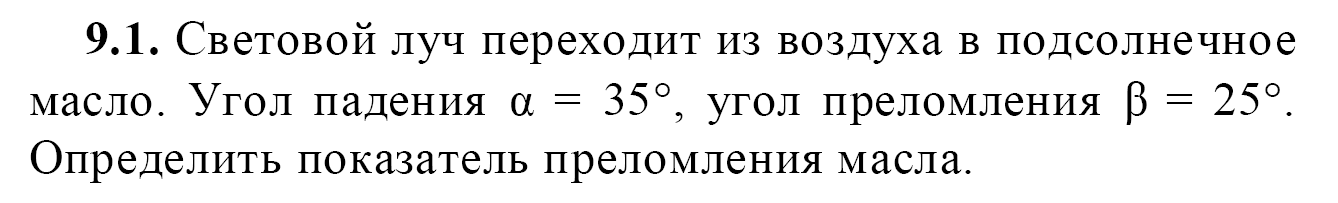 9.1. Световой луч переходит из воздуха в подсолнечное
масло. Угол падения α = 35°, угол преломления β = 25°.
Определить показатель преломления масла.